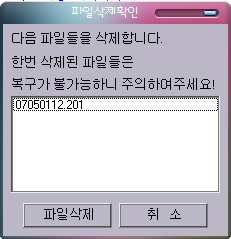 파일삭제확인
다음 파일들을 삭제합니다.
한번 삭제된 파일들은
복구가 불가능하니 주의하며주세요!
07050112.201
파일삭제
취 소